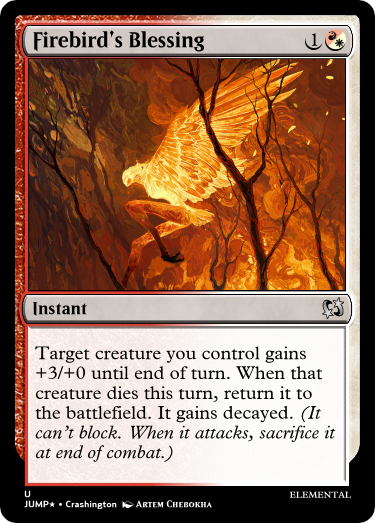 Firebird's Blessing 1
Instant
Target creature you control gains
+3/+0 until end of turn. When that
creature dies this turn, return it to
the battlefield. It gains decayed. (It
can't block. When it attacks, sacrifice it
at end of combat.)
U
JUMP★ • Crashington Artem Chebokha
ELEMENTAL